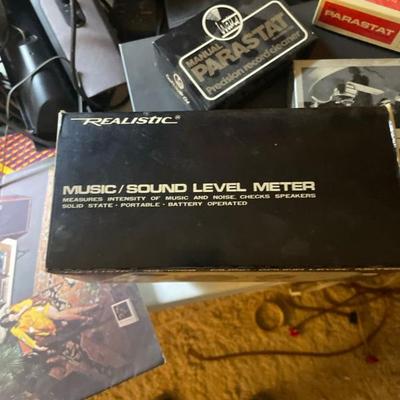 Watts
MANUAL
PARASTAT
Precision record cleaner
PARASTAT
REALISTIC®
MUSIC/SOUND LEVEL METER
MEASURES INTENSITY OF MUSIC AND NOISE, CHECKS SPEAKERS
SOLID STATE • PORTABLE • BATTERY OPERATED